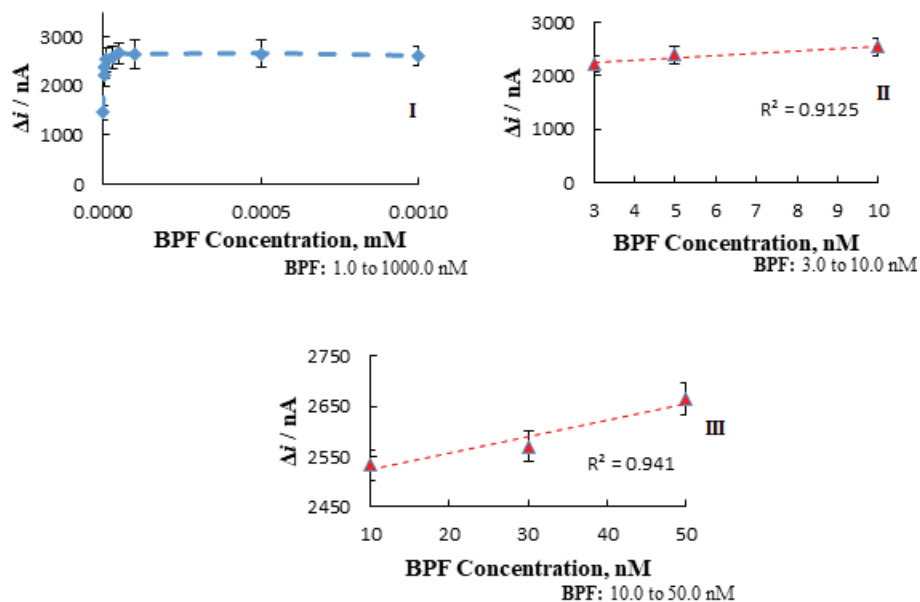 3000
2000
1000
0
Δi / nA
I
0.0000
0.0005
0.0010
BPF Concentration, mM
BPF: 1.0 to 1000.0 nM
3000
2000
1000
0
Δi / nA
II
R² = 0.9125
3 4 5 6 7 8 9 10
BPF Concentration, nM
BPF: 3.0 to 10.0 nM
2750
2650
2550
2450
Δi / nA
III
R² = 0.941
10 20 30 40 50
BPF Concentration, nM
BPF: 10.0 to 50.0 nM